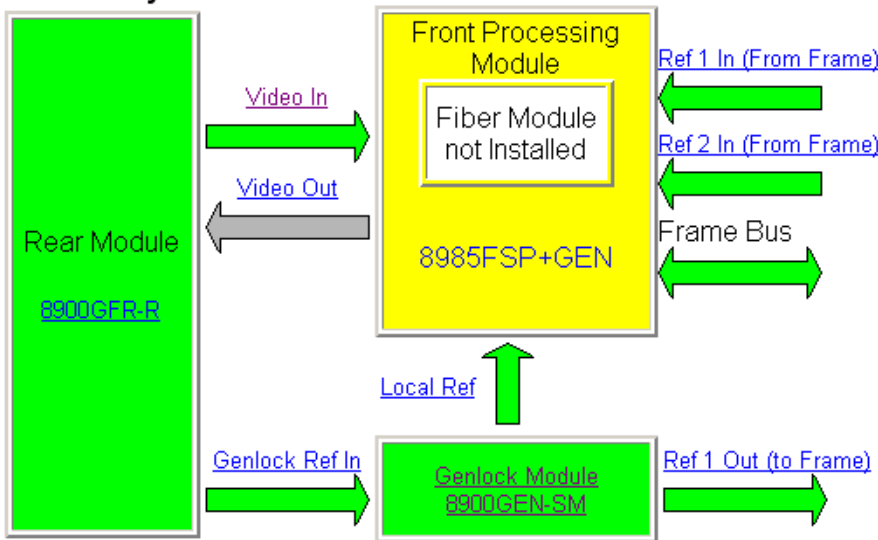 Front Processing
Module
Fiber Module
not Installed
8985FSP+GEN
Video In
Video Out
Rear Module
8900GFR-R
Ref 1 In (From Frame)
Ref 2 In (From Frame)
Frame Bus
Local Ref
Genlock Ref In
Genlock Module
8900GEN-SM
Ref 1 Out (to Frame)